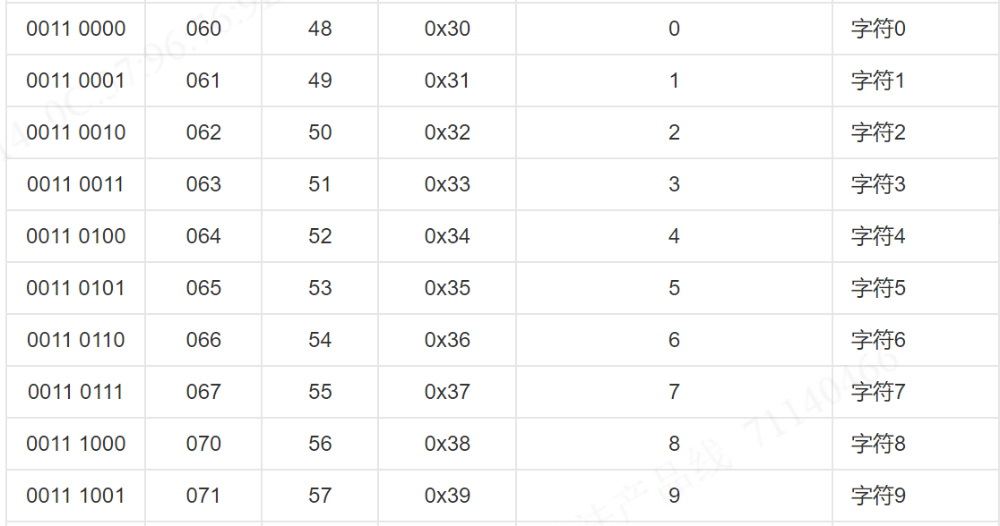 0011 0000 060 48 0x30 0 字符0
0011 0001 061 49 0x31 1 字符1
0011 0010 062 50 0x32 2 字符2
0011 0011 063 51 0x33 3 字符3
0011 0100 064 52 0x34 4 字符4
0011 0101 065 53 0x35 5 字符5
0011 0110 066 54 0x36 6 字符6
0011 0111 067 55 0x37 7 字符7
0011 1000 070 56 0x38 8 字符8
0011 1001 071 57 0x39 9 字符9
产品线 71140466